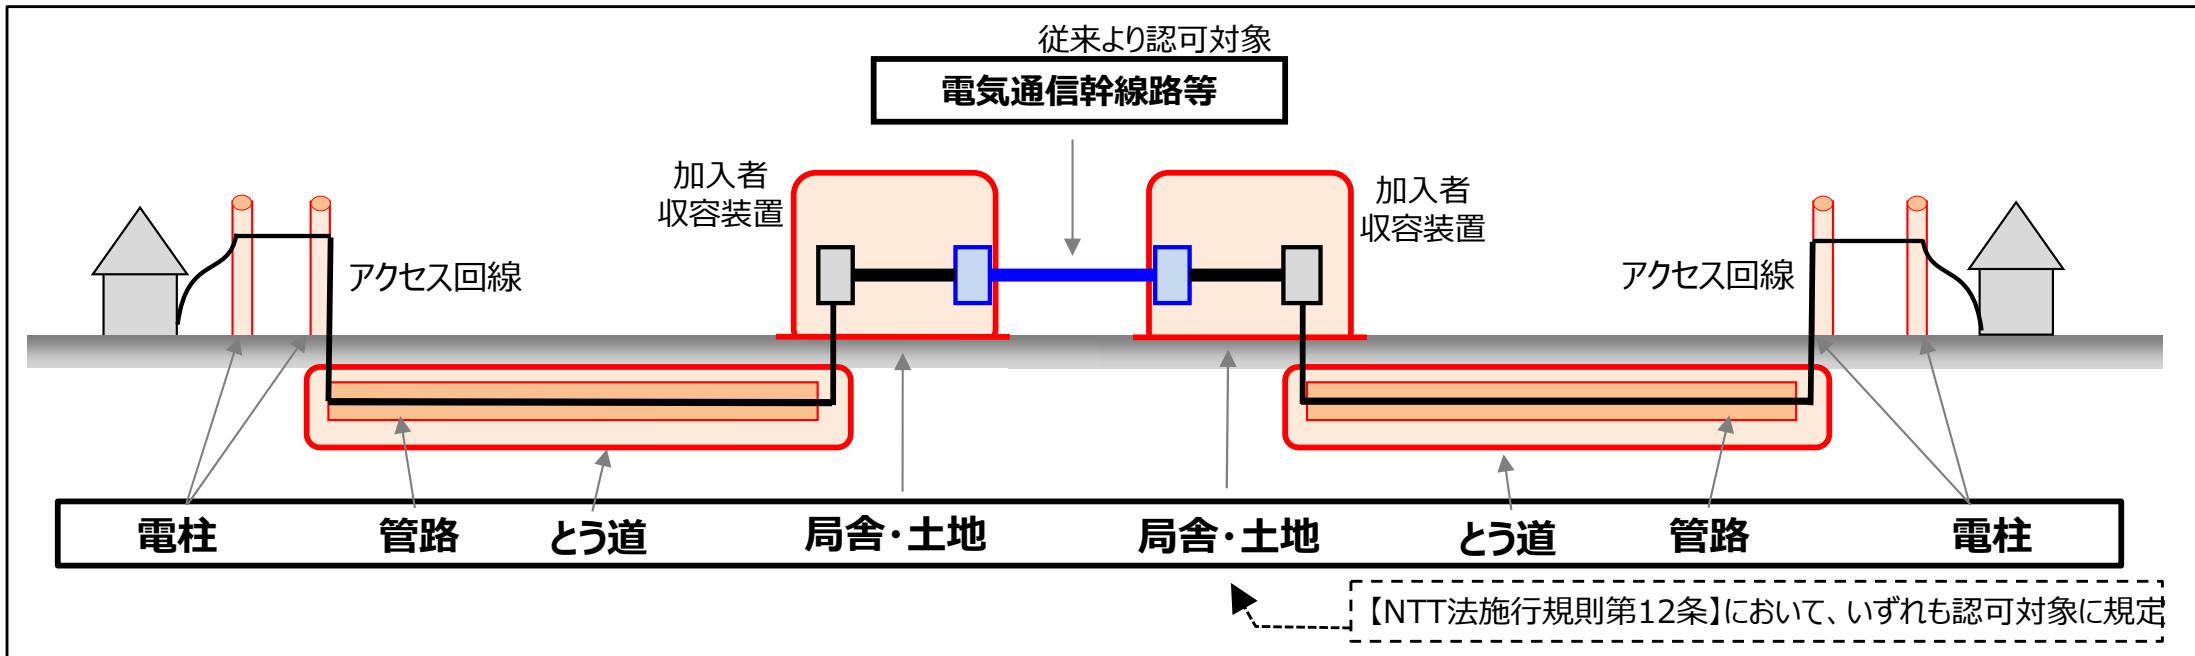 従来より認可対象
電気通信幹線路等
加入者
収容装置
加入者
収容装置
アクセス回線
アクセス回線
電柱 管路 とう道 局舎・土地 局舎・土地 とう道 管路 電柱
【NTT法施行規則第12条】において、いずれも認可対象に規定